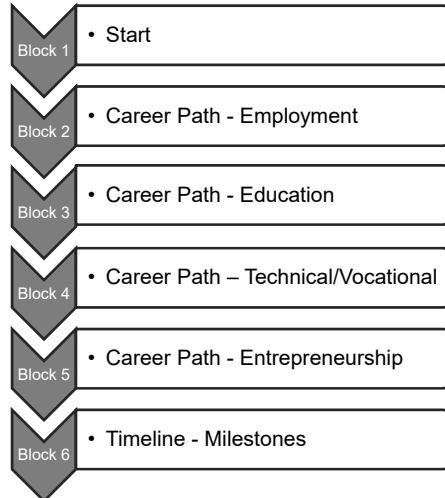 Block 1
• Start
Block 2
• Career Path - Employment
Block 3
• Career Path - Education
Block 4
• Career Path – Technical/Vocational
Block 5
• Career Path - Entrepreneurship
Block 6
• Timeline - Milestones